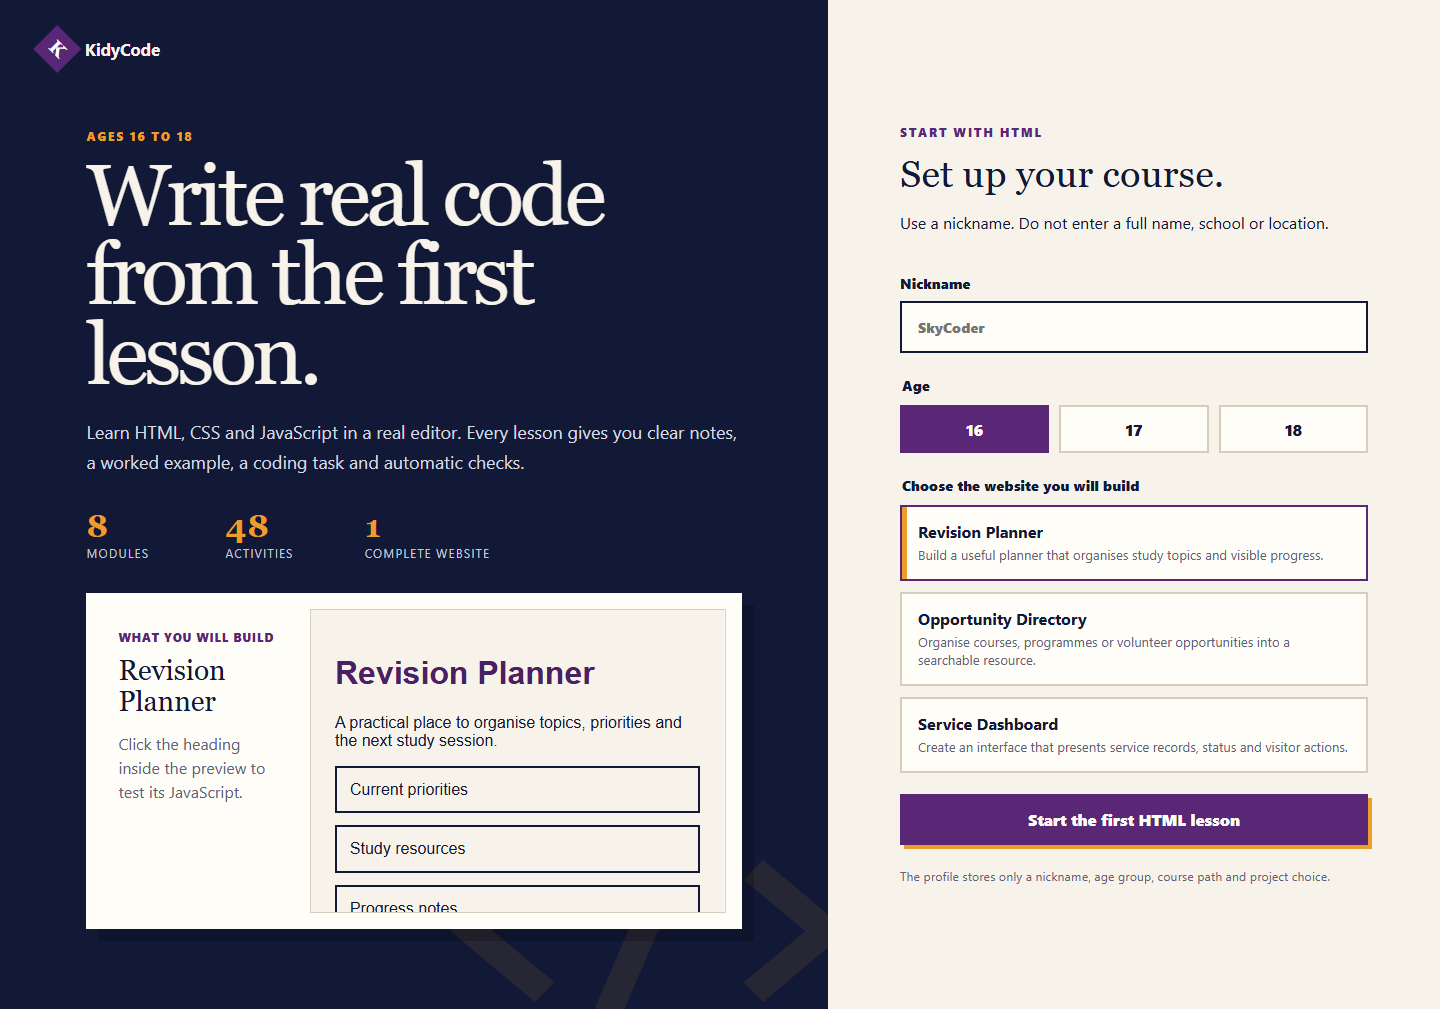 KidyCode
AGES 16 TO 18
Write real code
from the first
lesson.
Learn HTML, CSS and JavaScript in a real editor. Every lesson gives you clear notes,
a worked example, a coding task and automatic checks.
8
MODULES
48
ACTIVITIES
1
COMPLETE WEBSITE
WHAT YOU WILL BUILD
Revision
Planner
Click the heading
inside the preview to
test its JavaScript.
Revision Planner
A practical place to organise topics, priorities and
the next study session.
Current priorities
Study resources
Progress notes
START WITH HTML
Set up your course.
Use a nickname. Do not enter a full name, school or location.
Nickname
SkyCoder
Age
16
17
18
Choose the website you will build
Revision Planner
Build a useful planner that organises study topics and visible progress.
Opportunity Directory
Organise courses, programmes or volunteer opportunities into a
searchable resource.
Service Dashboard
Create an interface that presents service records, status and visitor actions.
Start the first HTML lesson
The profile stores only a nickname, age group, course path and project choice.